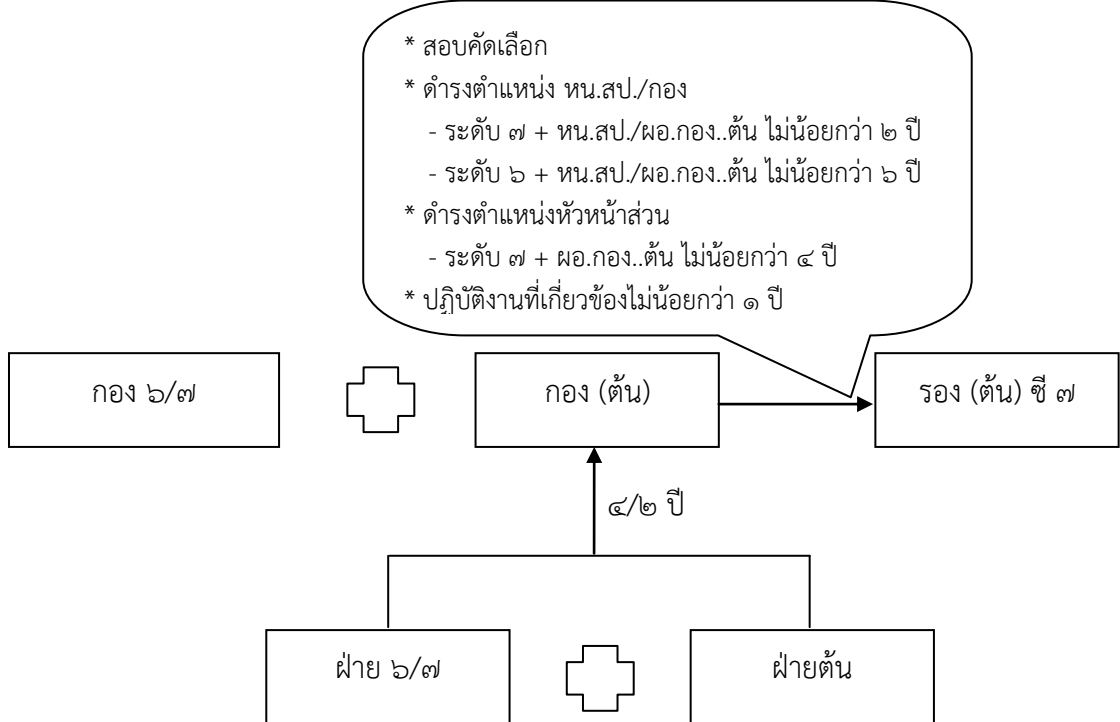 * สอบคัดเลือก
* ดำรงตำแหน่ง หน.สป./กอง
- ระดับ ๗ + หน.สป./ผอ.กอง..ต้น ไม่น้อยกว่า ๒ ปี
- ระดับ ๖ + หน.สป./ผอ.กอง..ต้น ไม่น้อยกว่า ๖ ปี
* ดำรงตำแหน่งหัวหน้าส่วน
- ระดับ ๗ + ผอ.กอง..ต้น ไม่น้อยกว่า ๔ ปี
* ปฏิบัติงานที่เกี่ยวข้องไม่น้อยกว่า ๑ ปี
กอง ๖/๗
กอง (ต้น)
รอง (ต้น) ซี ๗
๔/๒ ปี
ฝ่าย ๖/๗
ฝ่ายต้น